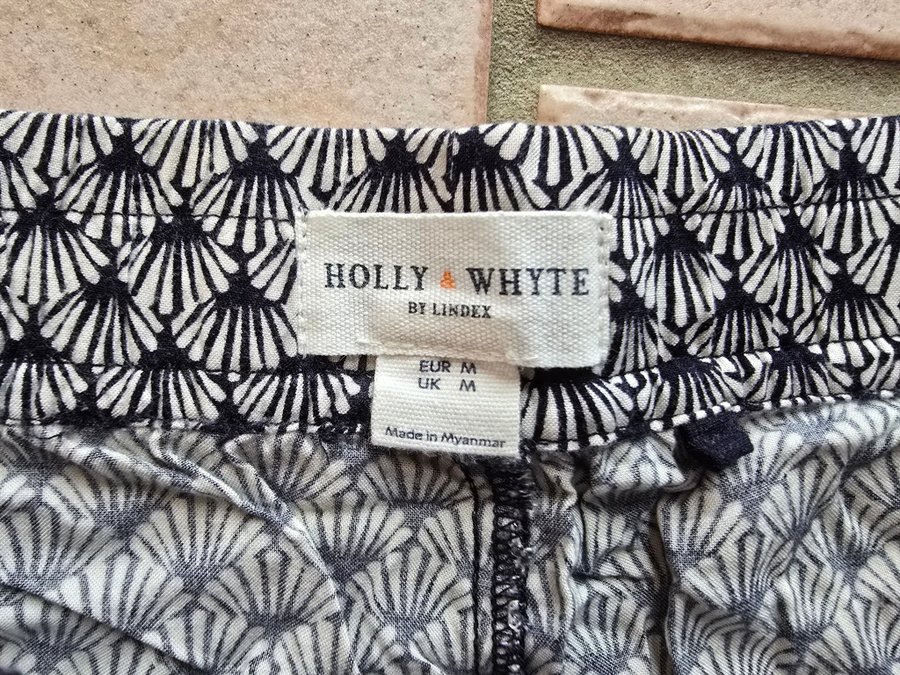 HOLLY & WHYTE
BY LINDEX
EUR M
UK M
Made in Myanmar